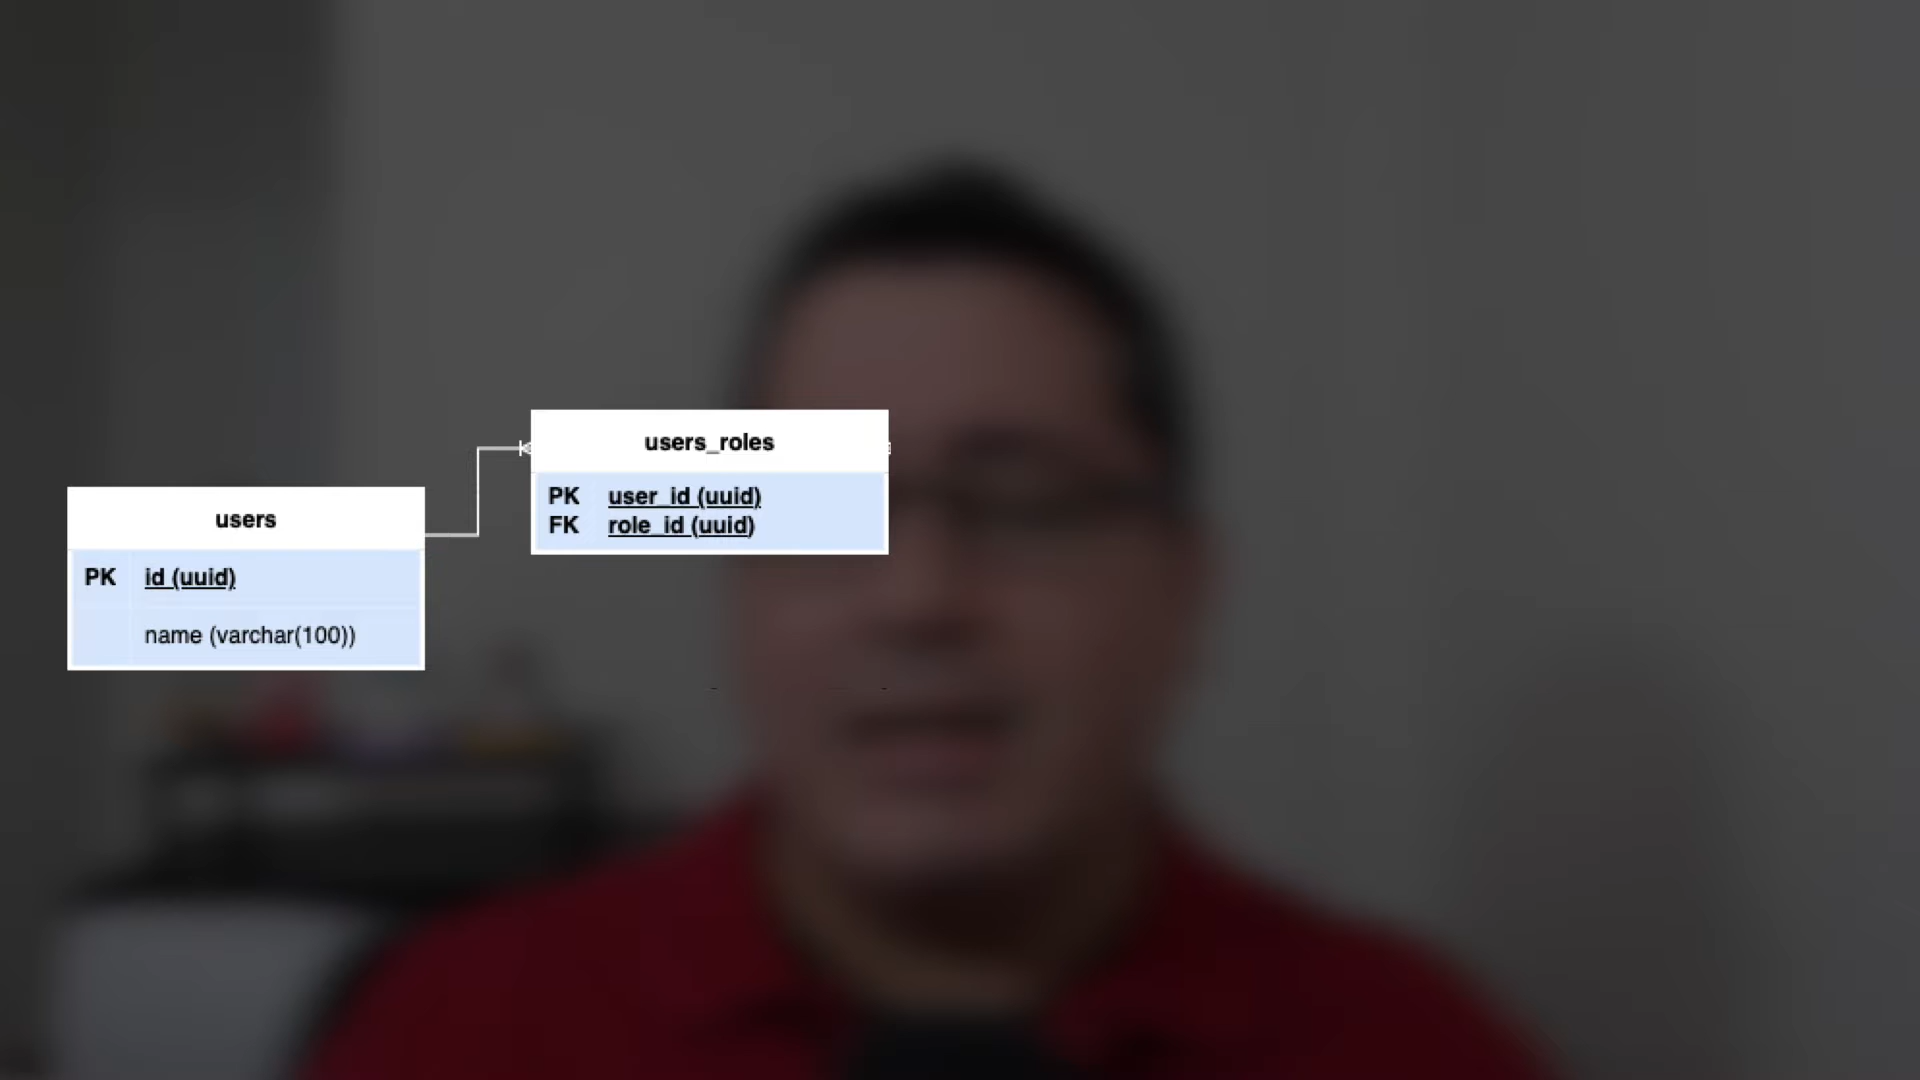 users
PK id (uuid)
name (varchar(100))
users_roles
PK user_id (uuid)
FK role_id (uuid)